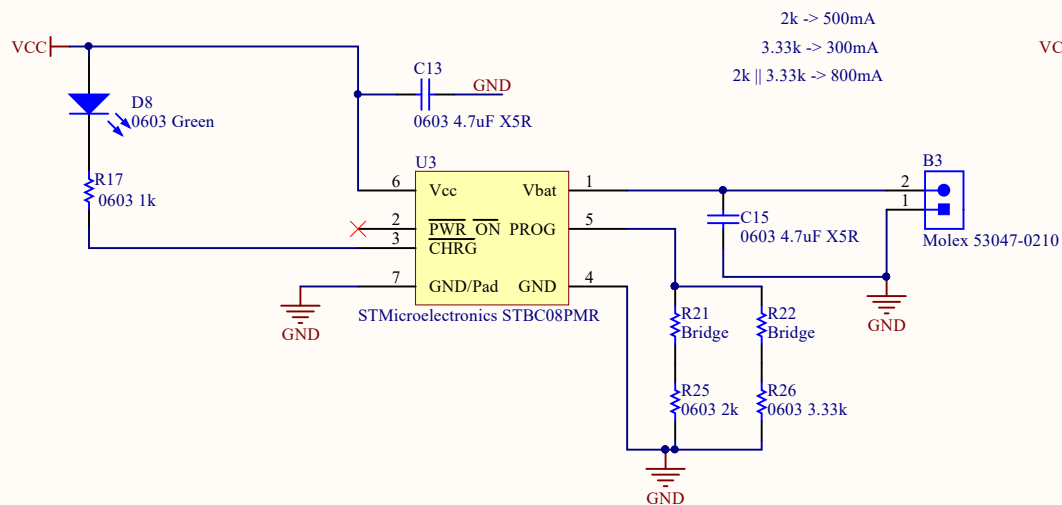 2k -> 500mA
3.33k -> 300mA
2k || 3.33k -> 800mA
VCC
VC
D8
0603 Green
C13
GND
0603 4.7uF X5R
R17
0603 1k
U3
6
Vcc
Vbat
1
2
PWR_ON
PROG
5
3
CHRG
7
GND/Pad
GND
4
STMicroelectronics STBC08PMR
GND
C15
0603 4.7uF X5R
B3
2
1
Molex 53047-0210
GND
R21
Bridge
R22
Bridge
R25
0603 2k
R26
0603 3.33k
GND